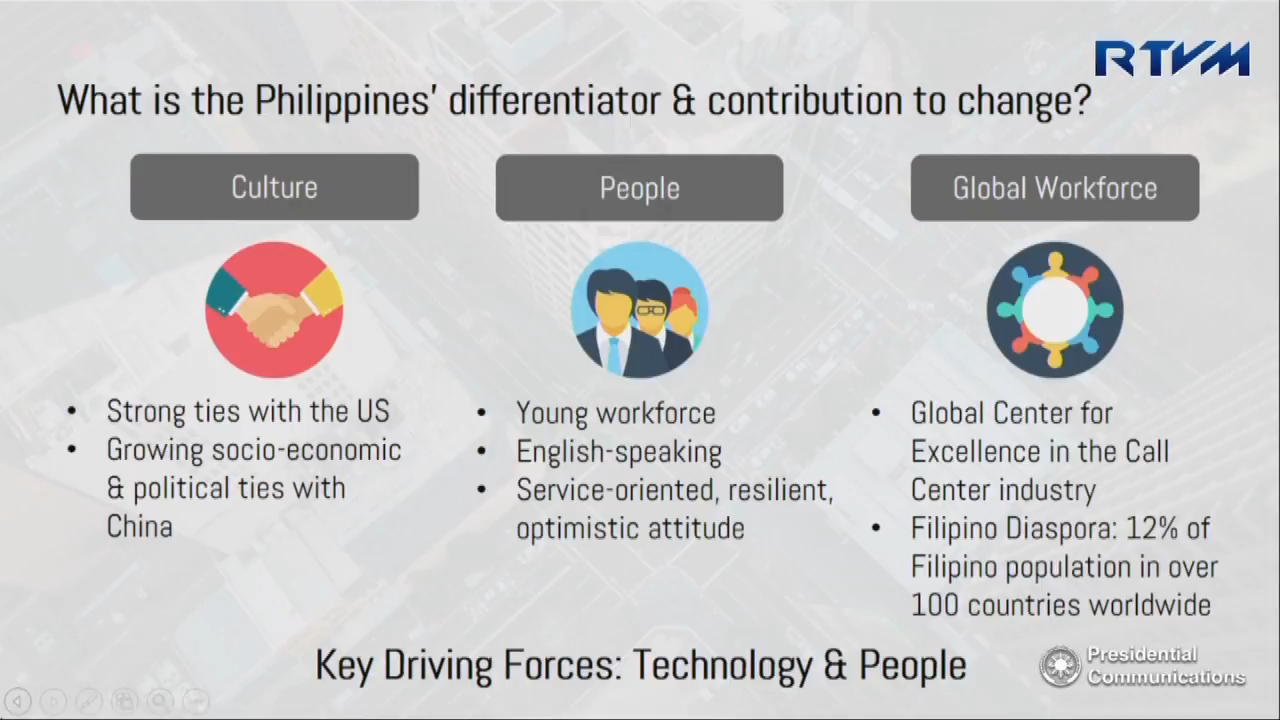 RTVM
What is the Philippines' differentiator & contribution to change?
Culture
• Strong ties with the US
• Growing socio-economic
& political ties with
China
People
• Young workforce
• English-speaking
• Service-oriented, resilient,
optimistic attitude
Global Workforce
• Global Center for
Excellence in the Call
Center industry
• Filipino Diaspora: 12% of
Filipino population in over
100 countries worldwide
Key Driving Forces: Technology & People
Presidential
Communications